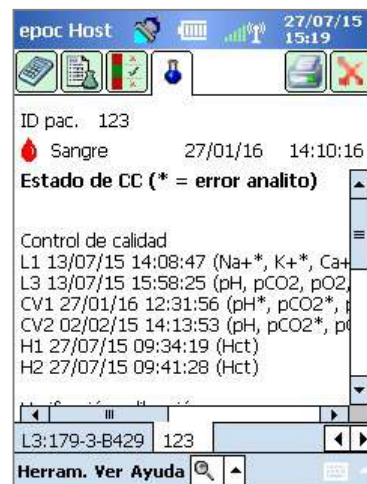 epoc Host 27/07/15
15:19
ID pac. 123
Sangre 27/01/16 14:10:16
Estado de CC (* = error analito)
Control de calidad
L1 13/07/15 14:08:47 (Na+*, K+*, Ca+
L3 13/07/15 15:58:25 (pH, pCO2, pO2,
CV1 27/01/16 12:31:56 (pH*, pCO2*, p
CV2 02/02/15 14:13:53 (pH, pCO2*, pO
H1 27/07/15 09:34:19 (Hct)
H2 27/07/15 09:41:28 (Hct)
L3:179-3-B429 123
Herram. Ver Ayuda